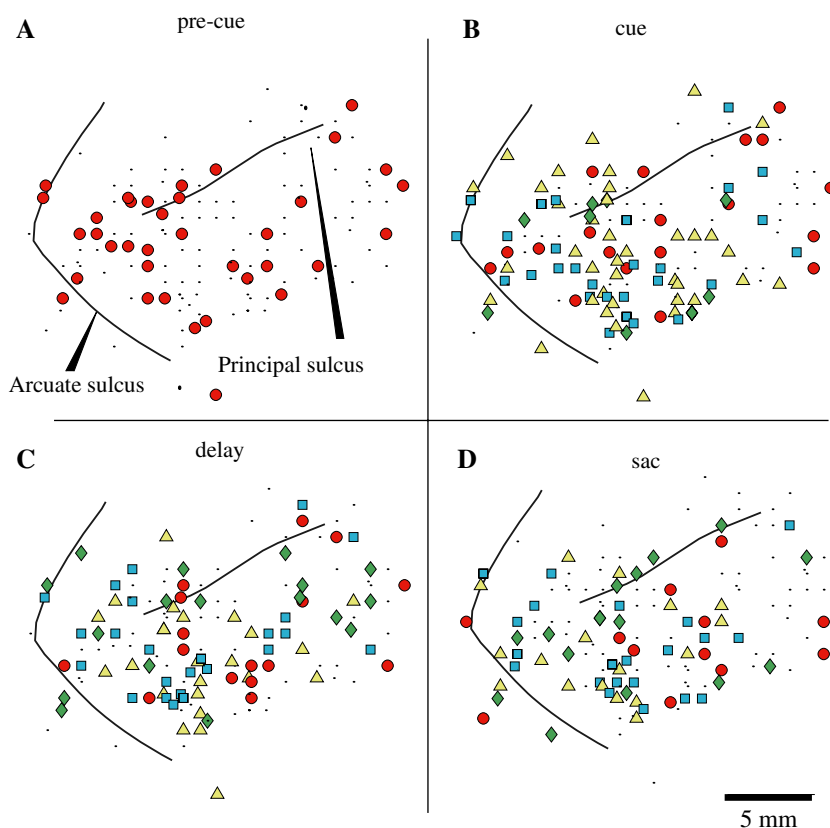 A
pre-cue
B
cue
Principal sulcus
Arcuate sulcus
C
delay
D
sac
5 mm